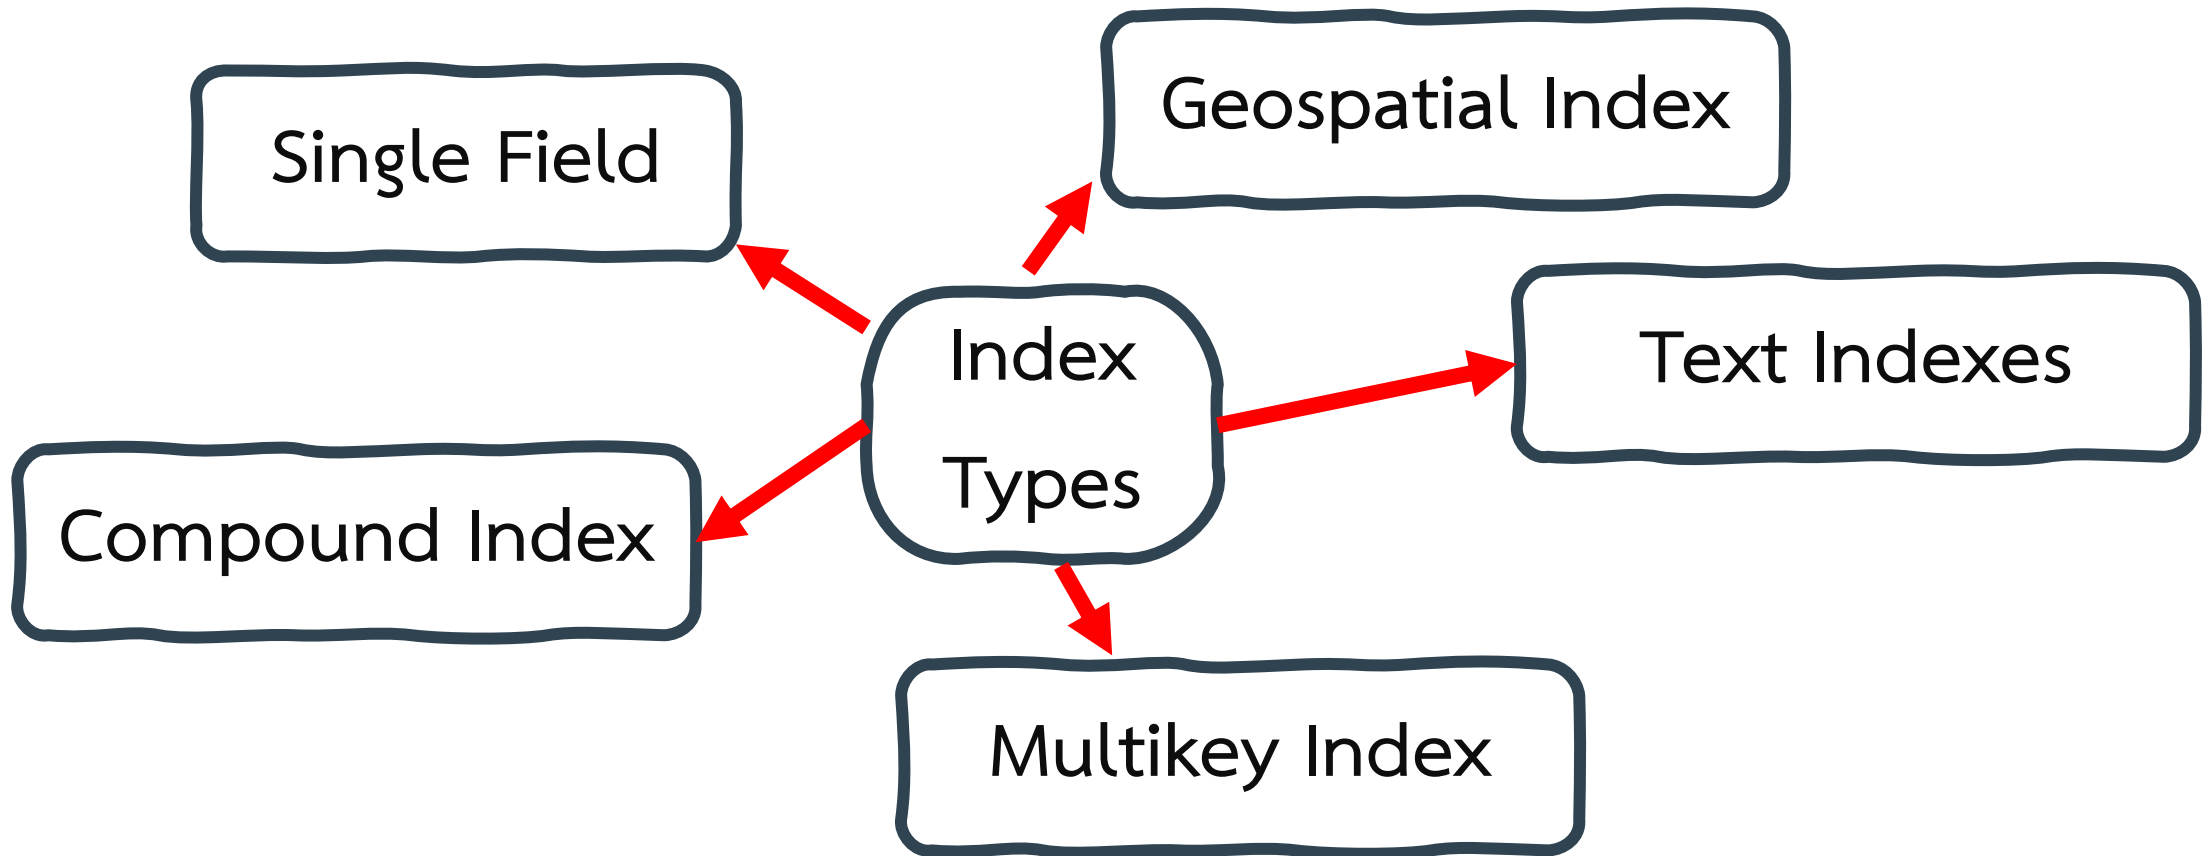 Geospatial Index
Single Field
Index
Types
Text Indexes
Compound Index
Multikey Index